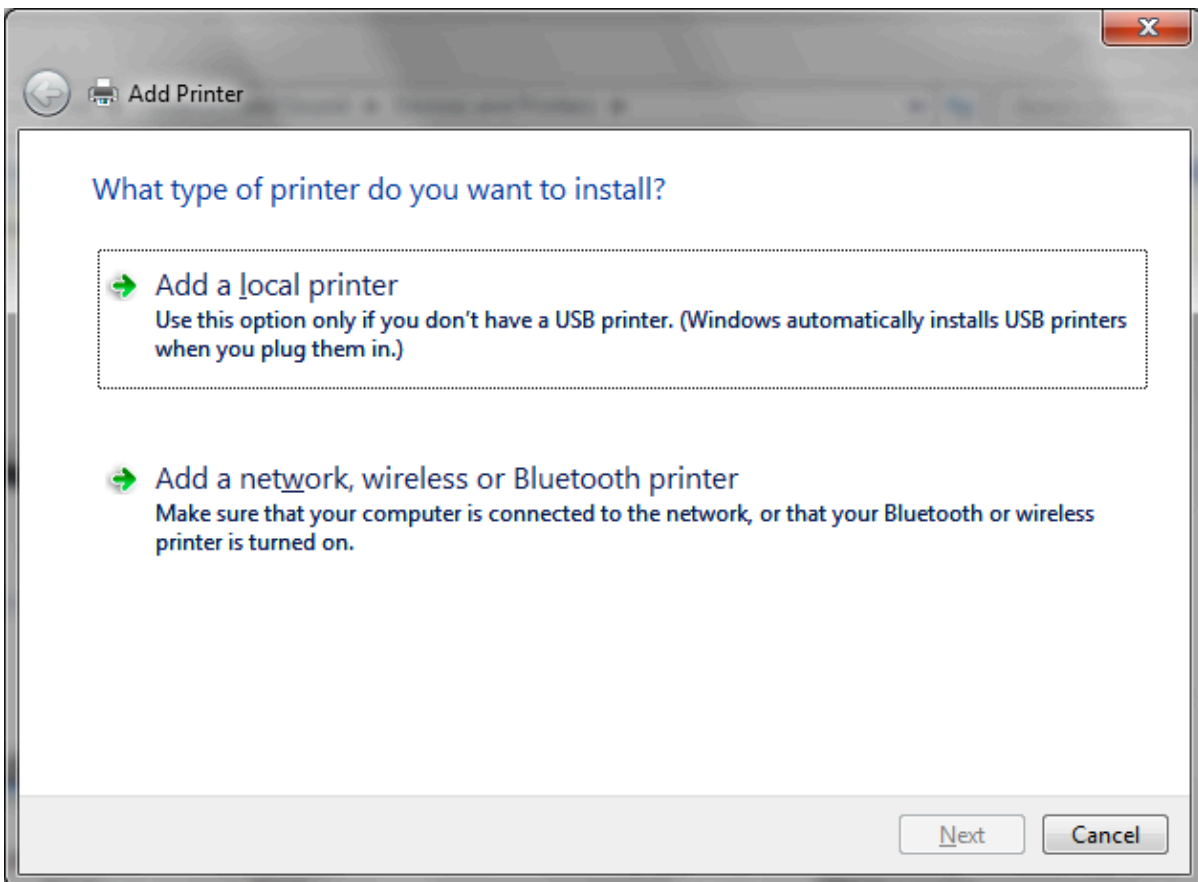 Add Printer
What type of printer do you want to install?
Add a local printer
Use this option only if you don't have a USB printer. (Windows automatically installs USB printers
when you plug them in.)
Add a network, wireless or Bluetooth printer
Make sure that your computer is connected to the network, or that your Bluetooth or wireless
printer is turned on.
Next
Cancel